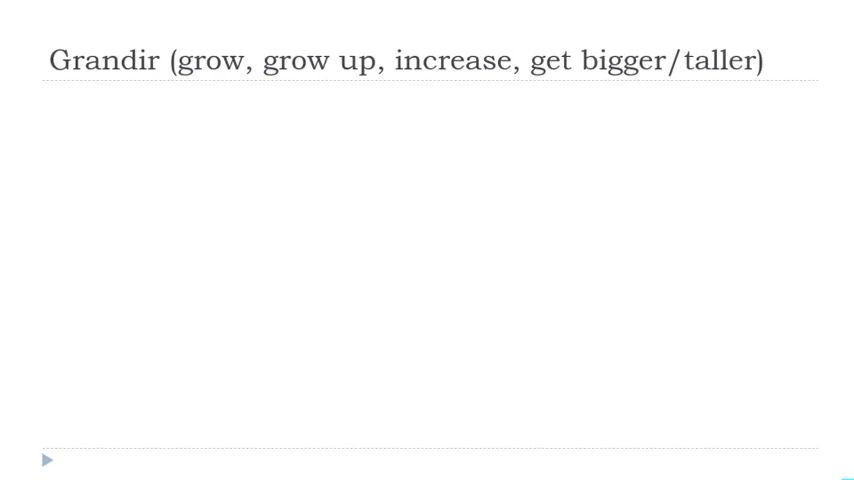 Grandir (grow, grow up, increase, get bigger/taller)